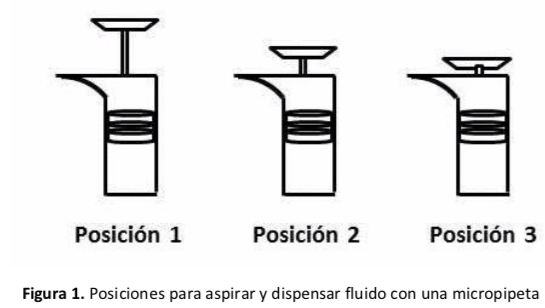 Posición 1 Posición 2 Posición 3
Figura 1. Posiciones para aspirar y dispensar fluido con una micropipeta